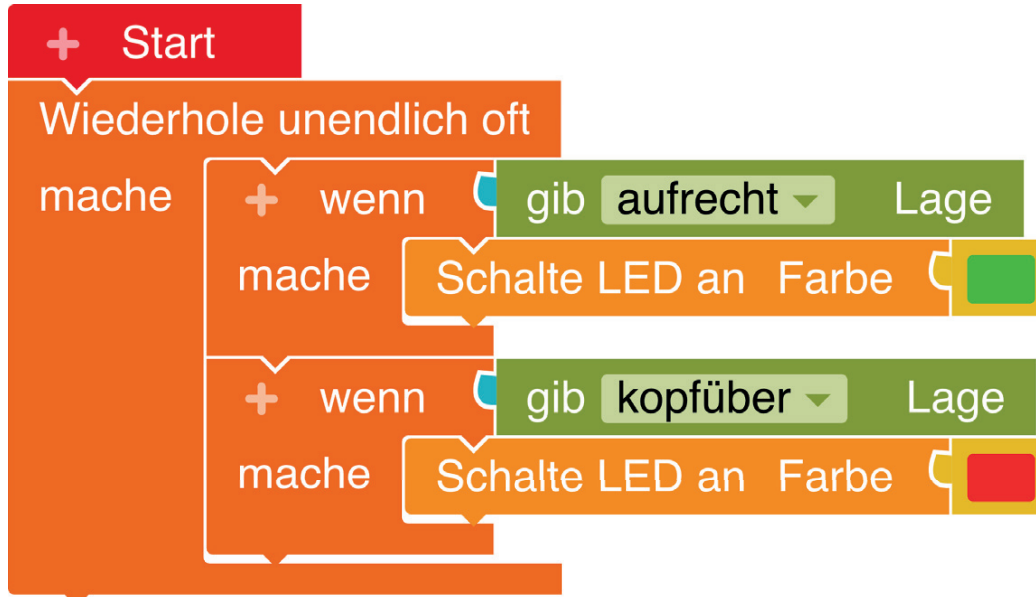 + Start
Wiederhole unendlich oft
mache + wenn gib aufrecht Lage
mache Schalte LED an Farbe
+ wenn gib kopfüber Lage
mache Schalte LED an Farbe